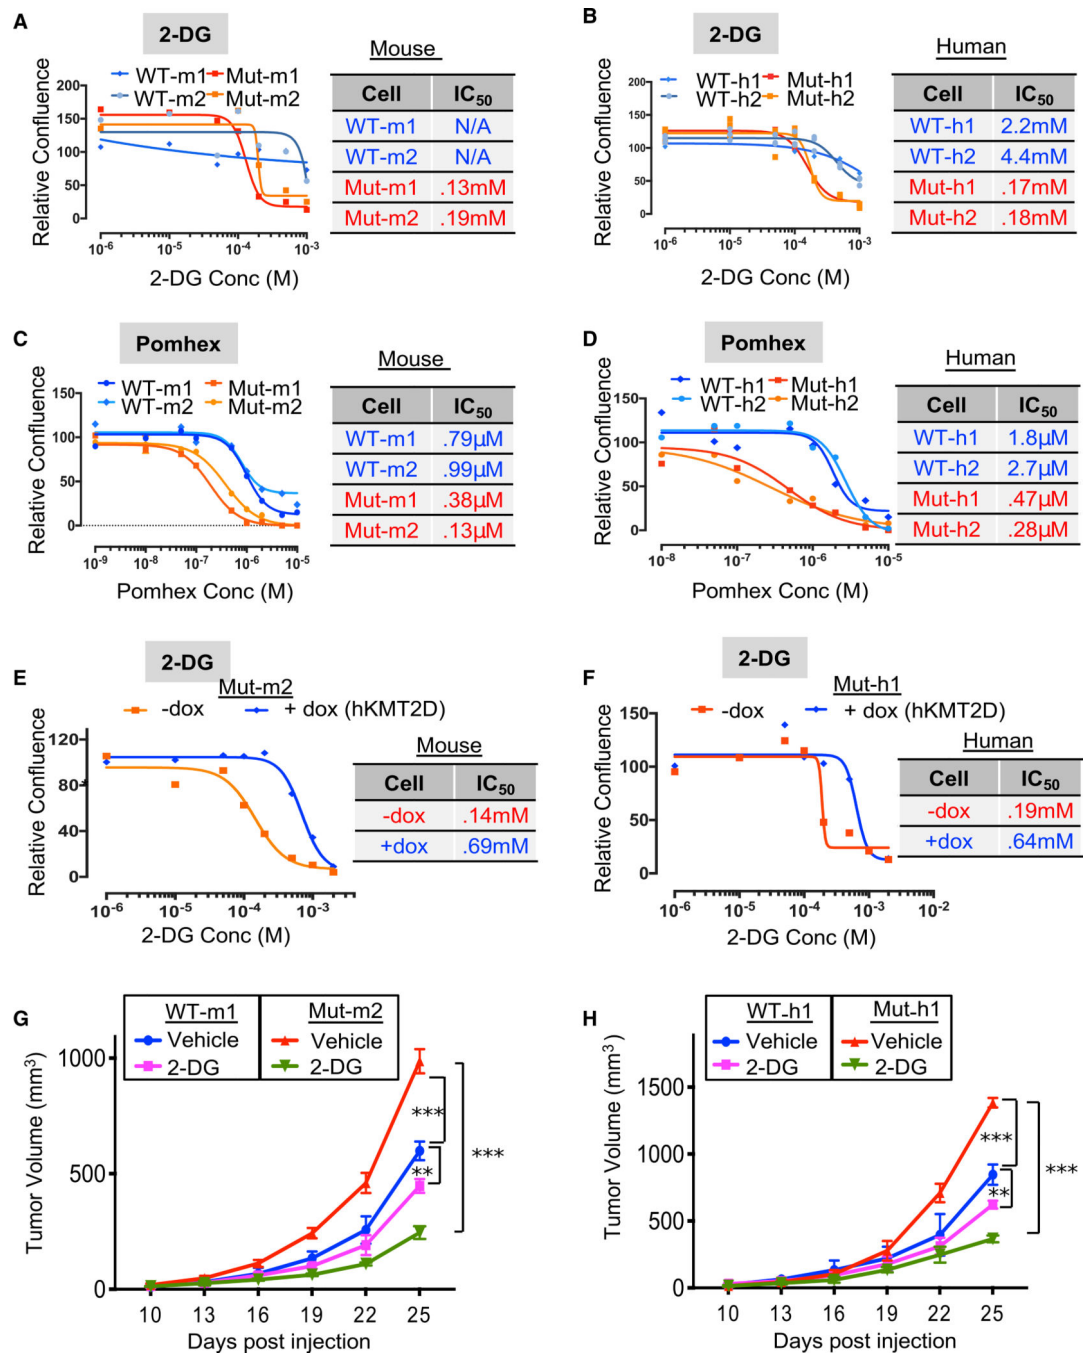 A
2-DG
Mouse
WT-m1 Mut-m1
WT-m2 Mut-m2
Relative Confluence
200
150
100
50
0
10-6 10-5 10-4 10-3
2-DG Conc (M)
Cell IC50
WT-m1 N/A
WT-m2 N/A
Mut-m1 .13mM
Mut-m2 .19mM
B
2-DG
Human
WT-h1 Mut-h1
WT-h2 Mut-h2
Relative Confluence
200
150
100
50
0
10-6 10-5 10-4 10-3
2-DG Conc (M)
Cell IC50
WT-h1 2.2mM
WT-h2 4.4mM
Mut-h1 .17mM
Mut-h2 .18mM
C
Pomhex
Mouse
WT-m1 Mut-m1
WT-m2 Mut-m2
Relative Confluence
150
100
50
0
10-9 10-8 10-7 10-6 10-5
Pomhex Conc (M)
Cell IC50
WT-m1 .79µM
WT-m2 .99µM
Mut-m1 .38µM
Mut-m2 .13µM
D
Pomhex
Human
WT-h1 Mut-h1
WT-h2 Mut-h2
Relative Confluence
150
100
50
0
10-8 10-7 10-6 10-5
Pomhex Conc (M)
Cell IC50
WT-h1 1.8µM
WT-h2 2.7µM
Mut-h1 .47µM
Mut-h2 .28µM
E
2-DG
Mut-m2
-dox + dox (hKMT2D)
Relative Confluence
120
80
40
0
10-6 10-5 10-4 10-3
2-DG Conc (M)
Mouse
Cell IC50
-dox .14mM
+dox .69mM
F
2-DG
Mut-h1
-dox + dox (hKMT2D)
Relative Confluence
150
100
50
0
10-6 10-5 10-4 10-3 10-2
2-DG Conc (M)
Human
Cell IC50
-dox .19mM
+dox .64mM
G
WT-m1 Mut-m2
Vehicle Vehicle
2-DG 2-DG
Tumor Volume (mm3)
1000
500
0
***
**
***
10 13 16 19 22 25
Days post injection
H
WT-h1 Mut-h1
Vehicle Vehicle
2-DG 2-DG
Tumor Volume (mm3)
1500
1000
500
0
***
**
***
10 13 16 19 22 25
Days post injection